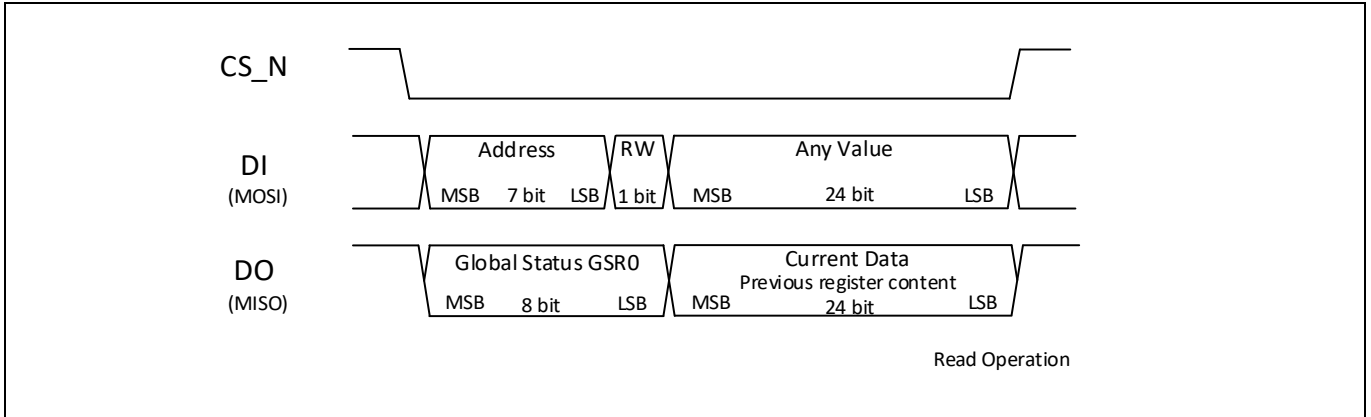 CS_N
DI
(MOSI)
Address
RW
Any Value
MSB 7 bit LSB
1 bit
MSB 24 bit LSB
DO
(MISO)
Global Status GSR0
Current Data
Previous register content
MSB 8 bit LSB
MSB 24 bit LSB
Read Operation